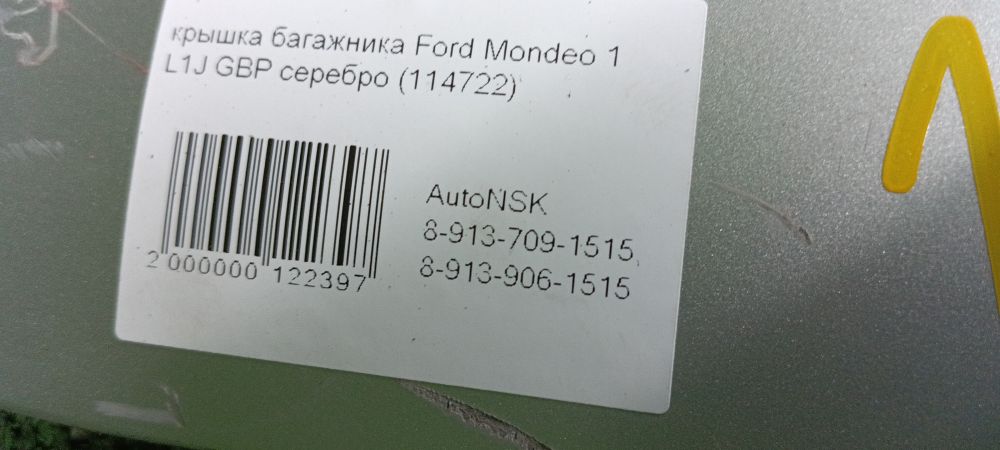 крышка багажника Ford Mondeo 1
L1J GBP серебро (114722)
AutoNSK
8-913-709-1515,
8-913-906-1515
2 000000 122397